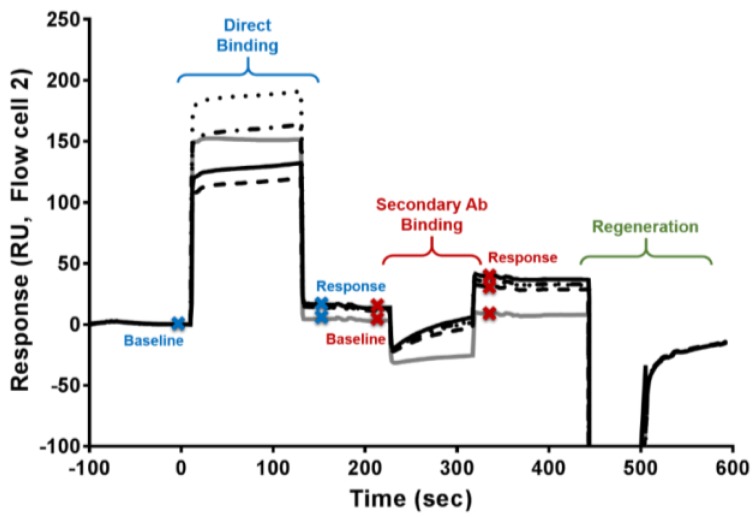 Direct
Binding
Secondary Ab
Binding
Regeneration
Response
Response
Baseline
Baseline
Response (RU, Flow cell 2)
250
200
150
100
50
0
-50
-100
-100
0
100
200
300
400
500
600
Time (sec)